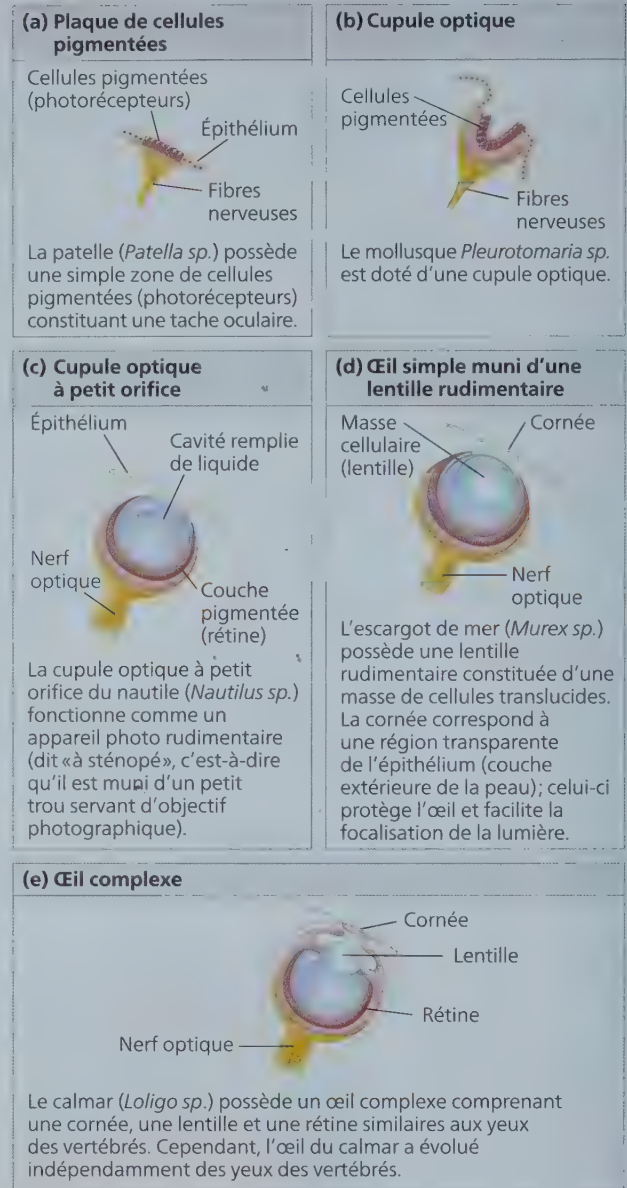 (a) Plaque de cellules
pigmentées
Cellules pigmentées
(photorécepteurs)
Épithélium
Fibres
nerveuses
La patelle (Patella sp.) possède
une simple zone de cellules
pigmentées (photorécepteurs)
constituant une tache oculaire.
(b) Cupule optique
Cellules
pigmentées
Fibres
nerveuses
Le mollusque Pleurotomaria sp.
est doté d'une cupule optique.
(c) Cupule optique
à petit orifice
Épithélium
Cavité remplie
de liquide
Nerf
optique
Couche
pigmentée
(rétine)
La cupule optique à petit
orifice du nautile (Nautilus sp.)
fonctionne comme un
appareil photo rudimentaire
(dit «à sténopé», c'est-à-dire
qu'il est muni d'un petit
trou servant d'objectif
photographique).
(d) Œil simple muni d'une
lentille rudimentaire
Masse
cellulaire
(lentille)
Cornée
Nerf
optique
L'escargot de mer (Murex sp.)
possède une lentille
rudimentaire constituée d'une
masse de cellules translucides.
La cornée correspond à
une région transparente
de l'épithélium (couche
extérieure de la peau); celui-ci
protège l'œil et facilite la
focalisation de la lumière.
(e) Œil complexe
Cornée
Lentille
Rétine
Nerf optique
Le calmar (Loligo sp.) possède un œil complexe comprenant
une cornée, une lentille et une rétine similaires aux yeux
des vertébrés. Cependant, l'œil du calmar a évolué
indépendamment des yeux des vertébrés.